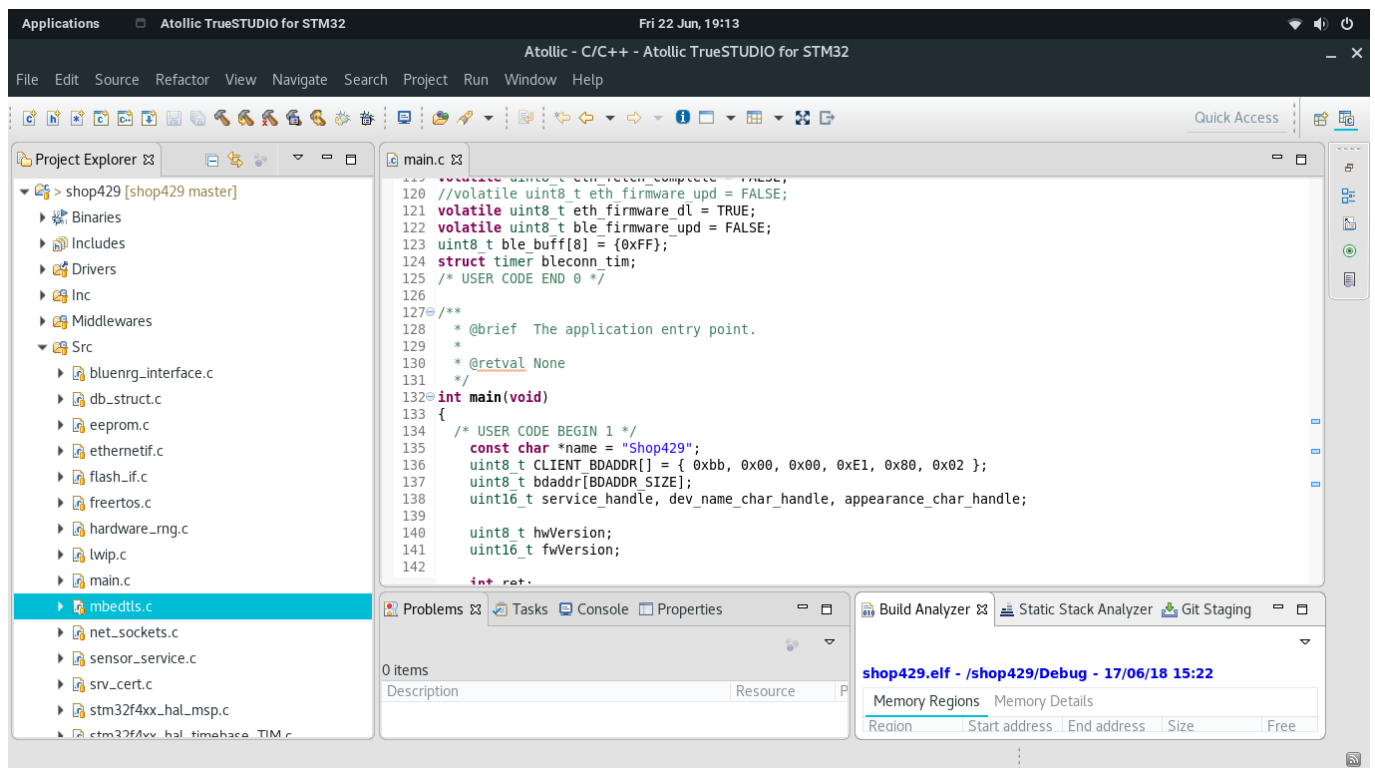 Applications Atollic TrueSTUDIO for STM32 Fri 22 Jun, 19:13
Atollic - C/C++ - Atollic TrueSTUDIO for STM32
File Edit Source Refactor View Navigate Search Project Run Window Help
Quick Access
Project Explorer
> shop429 [shop429 master]
Binaries
Includes
Drivers
Inc
Middlewares
Src
bluenrg_interface.c
db_struct.c
eeprom.c
ethernetif.c
flash_if.c
freertos.c
hardware_rng.c
lwip.c
main.c
mbedtls.c
net_sockets.c
sensor_service.c
srv_cert.c
stm32f4xx_hal_msp.c
stm32f4xx_hal_timebase_TIM.c
main.c
119 volatile uint8_t eth_fetch_complete = FALSE;
120 //volatile uint8_t eth_firmware_upd = FALSE;
121 volatile uint8_t eth_firmware_dl = TRUE;
122 volatile uint8_t ble_firmware_upd = FALSE;
123 uint8_t ble_buff[8] = {0xFF};
124 struct timer bleconn_tim;
125 /* USER CODE END 0 */
126
127 /**
128 * @brief The application entry point.
129 *
130 * @retval None
131 */
132 int main(void)
133 {
134 /* USER CODE BEGIN 1 */
135 const char *name = "Shop429";
136 uint8_t CLIENT_BDADDR[] = { 0xbb, 0x00, 0x00, 0xE1, 0x80, 0x02 };
137 uint8_t bdaddr[BDADDR_SIZE];
138 uint16_t service_handle, dev_name_char_handle, appearance_char_handle;
139
140 uint8_t hwVersion;
141 uint16_t fwVersion;
142
int ret;
Problems Tasks Console Properties
0 items
Description Resource P
Build Analyzer Static Stack Analyzer Git Staging
shop429.elf - /shop429/Debug - 17/06/18 15:22
Memory Regions Memory Details
Region Start address End address Size Free